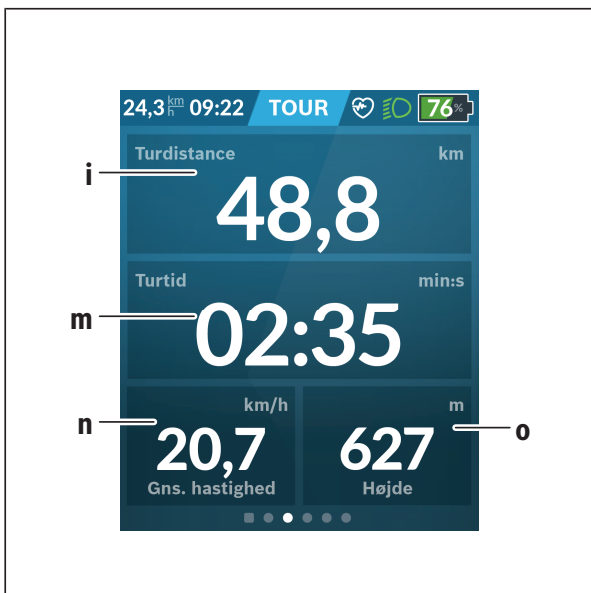 24,3 km/h 09:22 TOUR 76%
Turdistance km
i
48,8
Turtid min:s
m
02:35
km/h m
n
o
20,7 627
Gns. hastighed Højde